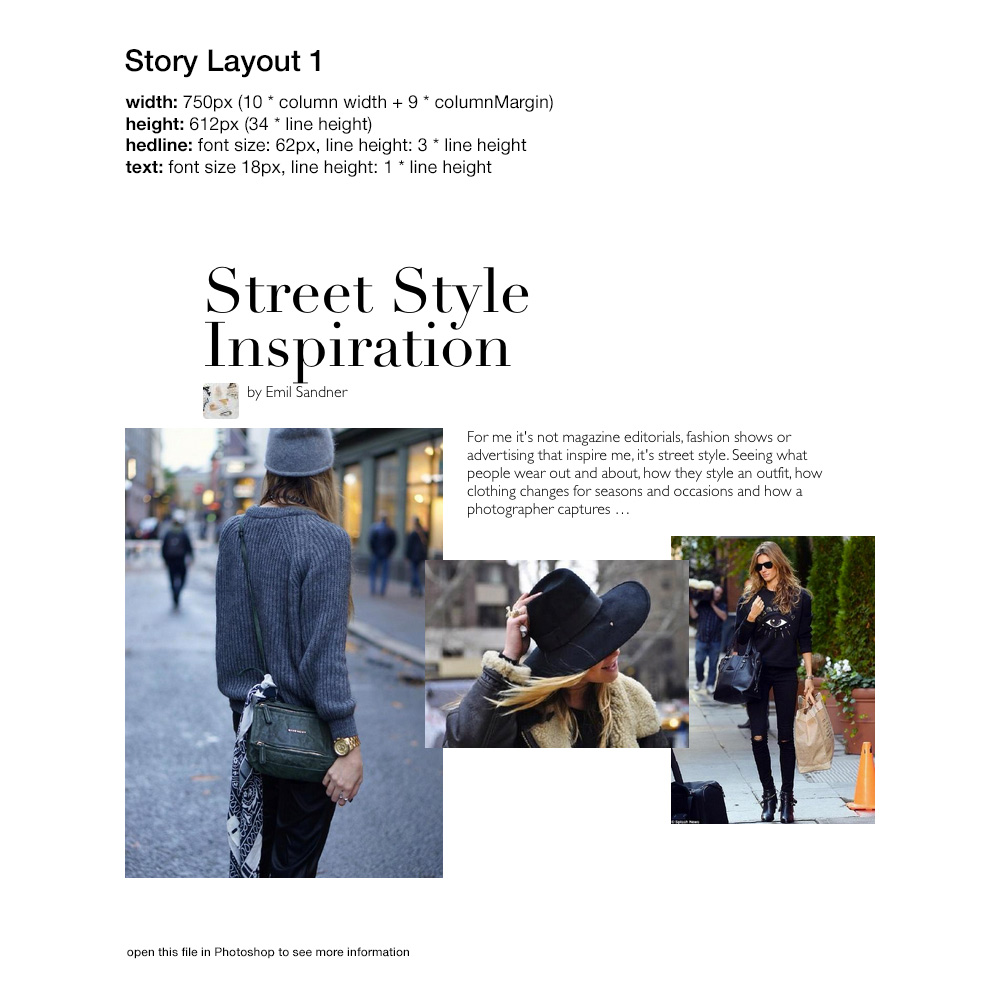 Story Layout 1
width: 750px (10 * column width + 9 * columnMargin)
height: 612px (34 * line height)
hedline: font size: 62px, line height: 3 * line height
text: font size 18px, line height: 1 * line height
Street Style
Inspiration
by Emil Sandner
For me it's not magazine editorials, fashion shows or
advertising that inspire me, it's street style. Seeing what
people wear out and about, how they style an outfit, how
clothing changes for seasons and occasions and how a
photographer captures …
GIVENCHY
© Splash News
open this file in Photoshop to see more information